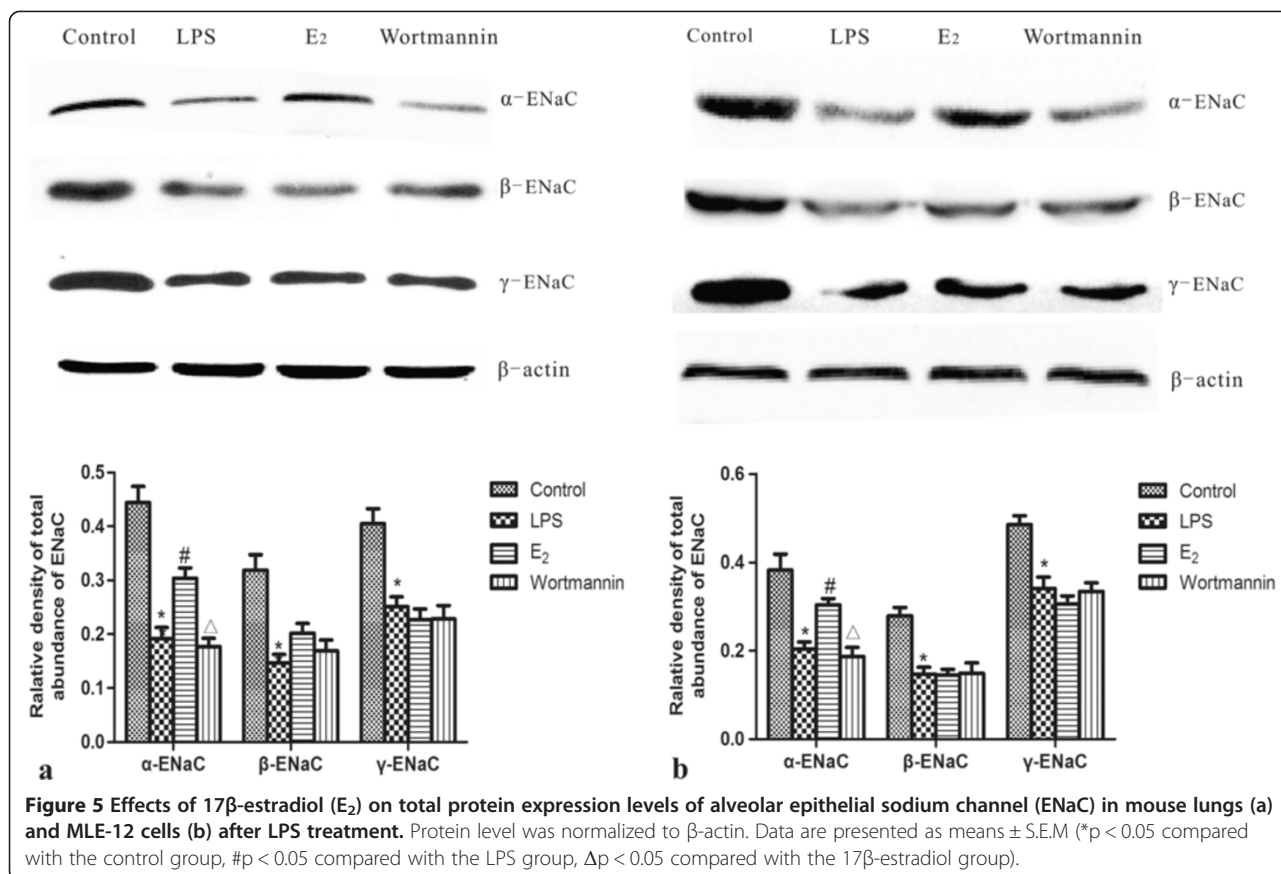 Control LPS E2 Wortmannin
α-ENaC
β-ENaC
γ-ENaC
β-actin
Control LPS E2 Wortmannin
α-ENaC
β-ENaC
γ-ENaC
β-actin
Ralative density of total
abundance of ENaC
0.5
0.4
0.3
0.2
0.1
0.0
* # △
*
*
α-ENaC β-ENaC γ-ENaC
Control
LPS
E2
Wortmannin
a
Ralative density of total
abundance of ENaC
0.6
0.4
0.2
0.0
* # △
*
*
α-ENaC β-ENaC γ-ENaC
Control
LPS
E2
Wortmannin
b
Figure 5 Effects of 17β-estradiol (E2) on total protein expression levels of alveolar epithelial sodium channel (ENaC) in mouse lungs (a)
and MLE-12 cells (b) after LPS treatment. Protein level was normalized to β-actin. Data are presented as means ± S.E.M (*p < 0.05 compared
with the control group, #p < 0.05 compared with the LPS group, Δp < 0.05 compared with the 17β-estradiol group).